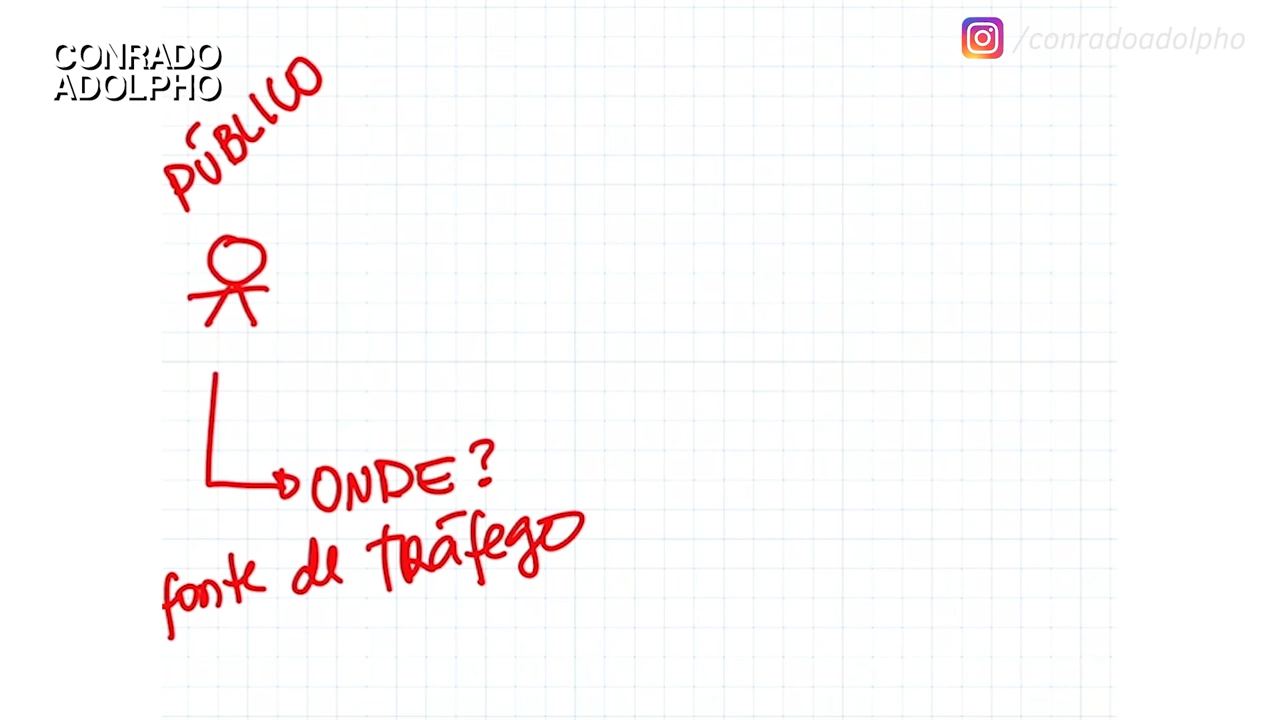 CONRADO
ADOLPHO
/conradoadolpho
PÚBLICO
ONDE?
fonte de tráfego